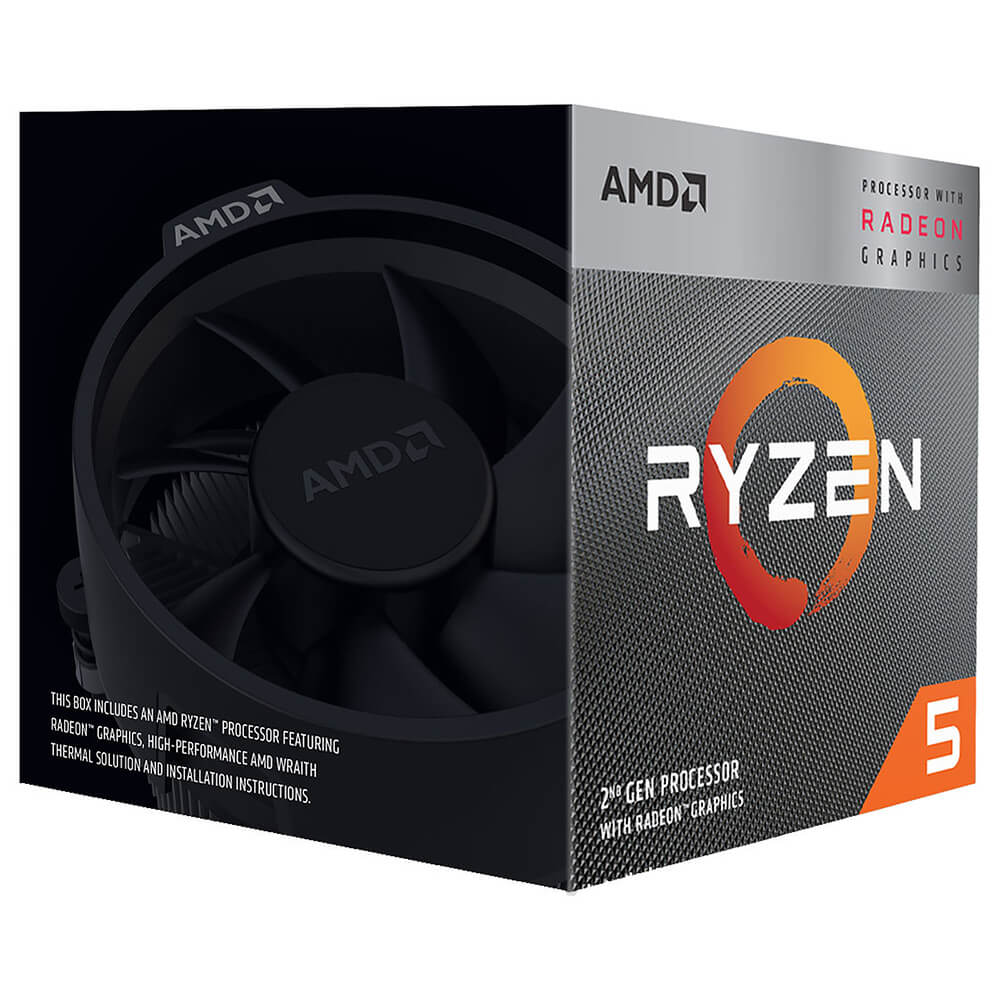 AMD
AMD
THIS BOX INCLUDES AN AMD RYZEN™ PROCESSOR FEATURING
RADEON™ GRAPHICS, HIGH-PERFORMANCE AMD WRAITH
THERMAL SOLUTION AND INSTALLATION INSTRUCTIONS.
AMD
PROCESSOR WITH
RADEON
GRAPHICS
RYZEN
5
2ND GEN PROCESSOR
WITH RADEON™ GRAPHICS